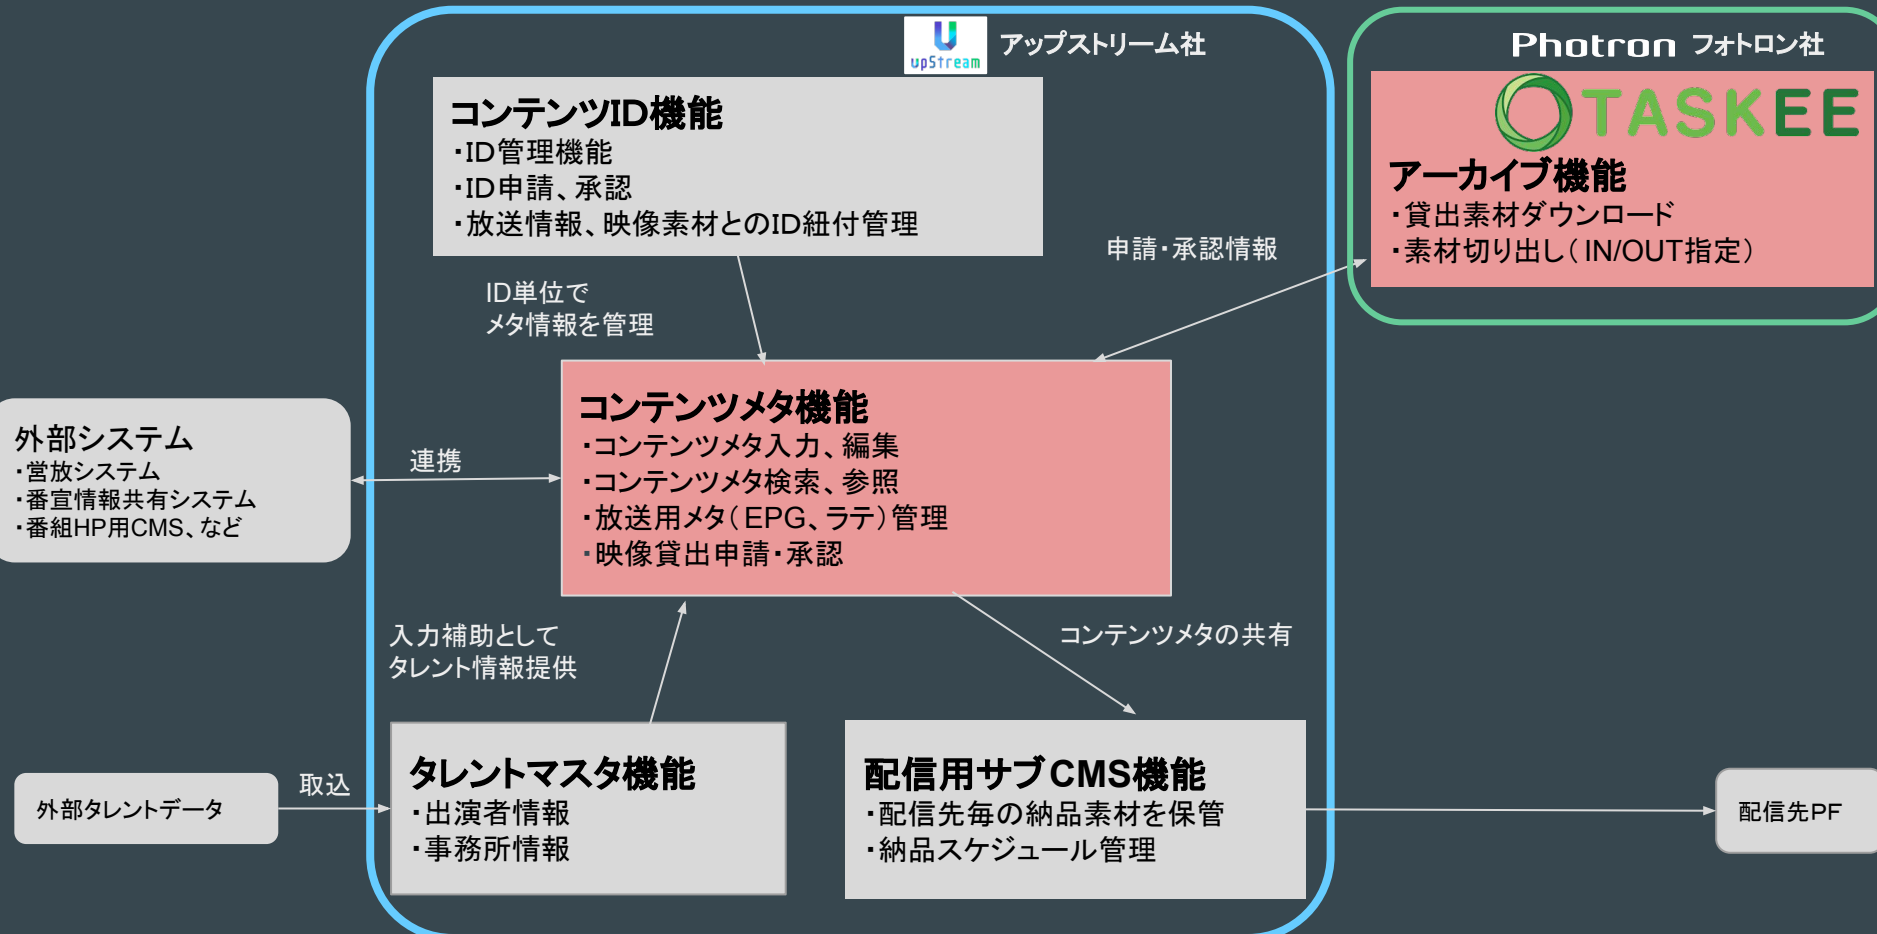 U
upStream
アップストリーム社
Photron フォトロン社
TASKEE
コンテンツID機能
・ID管理機能
・ID申請、承認
・放送情報、映像素材とのID紐付管理
アーカイブ機能
・貸出素材ダウンロード
・素材切り出し（IN/OUT指定）
申請・承認情報
ID単位で
メタ情報を管理
コンテンツメタ機能
・コンテンツメタ入力、編集
・コンテンツメタ検索、参照
・放送用メタ（EPG、ラテ）管理
・映像貸出申請・承認
外部システム
・営放システム
・番宣情報共有システム
・番組HP用CMS、など
連携
入力補助として
タレント情報提供
コンテンツメタの共有
外部タレントデータ
取込
タレントマスタ機能
・出演者情報
・事務所情報
配信用サブCMS機能
・配信先毎の納品素材を保管
・納品スケジュール管理
配信先PF